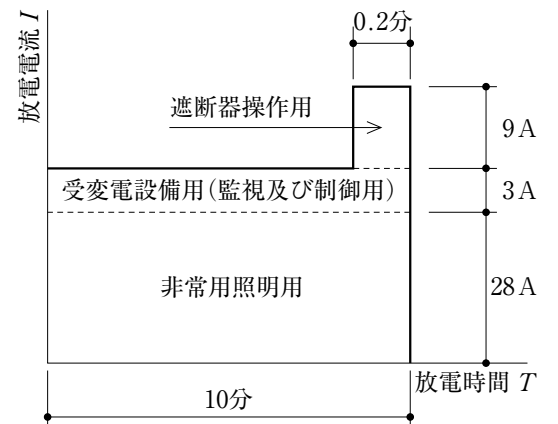 0.2分
放電電流 I
遮断器操作用
9A
受変電設備用(監視及び制御用)
3A
非常用照明用
28A
放電時間 T
10分